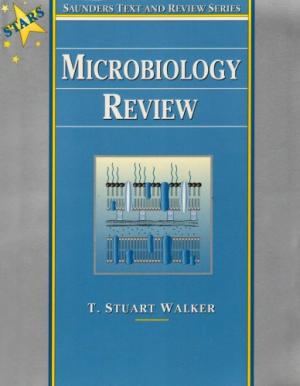 STARS
SAUNDERS TEXT AND REVIEW SERIES
MICROBIOLOGY
REVIEW
T. STUART WALKER